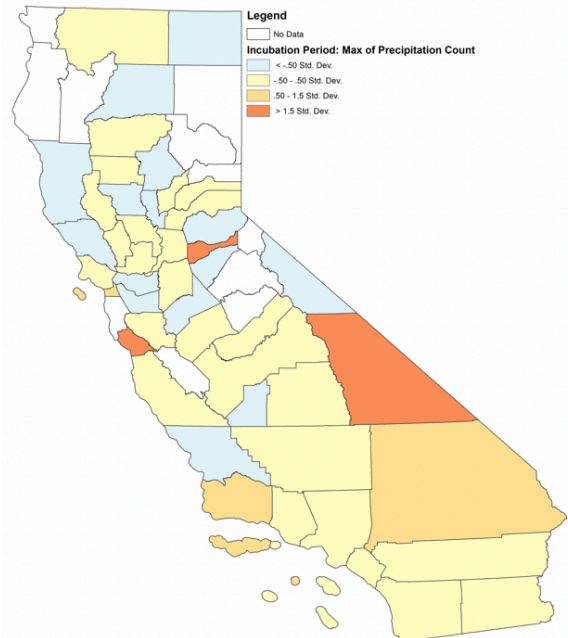 Legend
No Data
Incubation Period: Max of Precipitation Count
< -.50 Std. Dev.
-.50 - .50 Std. Dev.
.50 - 1.5 Std. Dev.
> 1.5 Std. Dev.